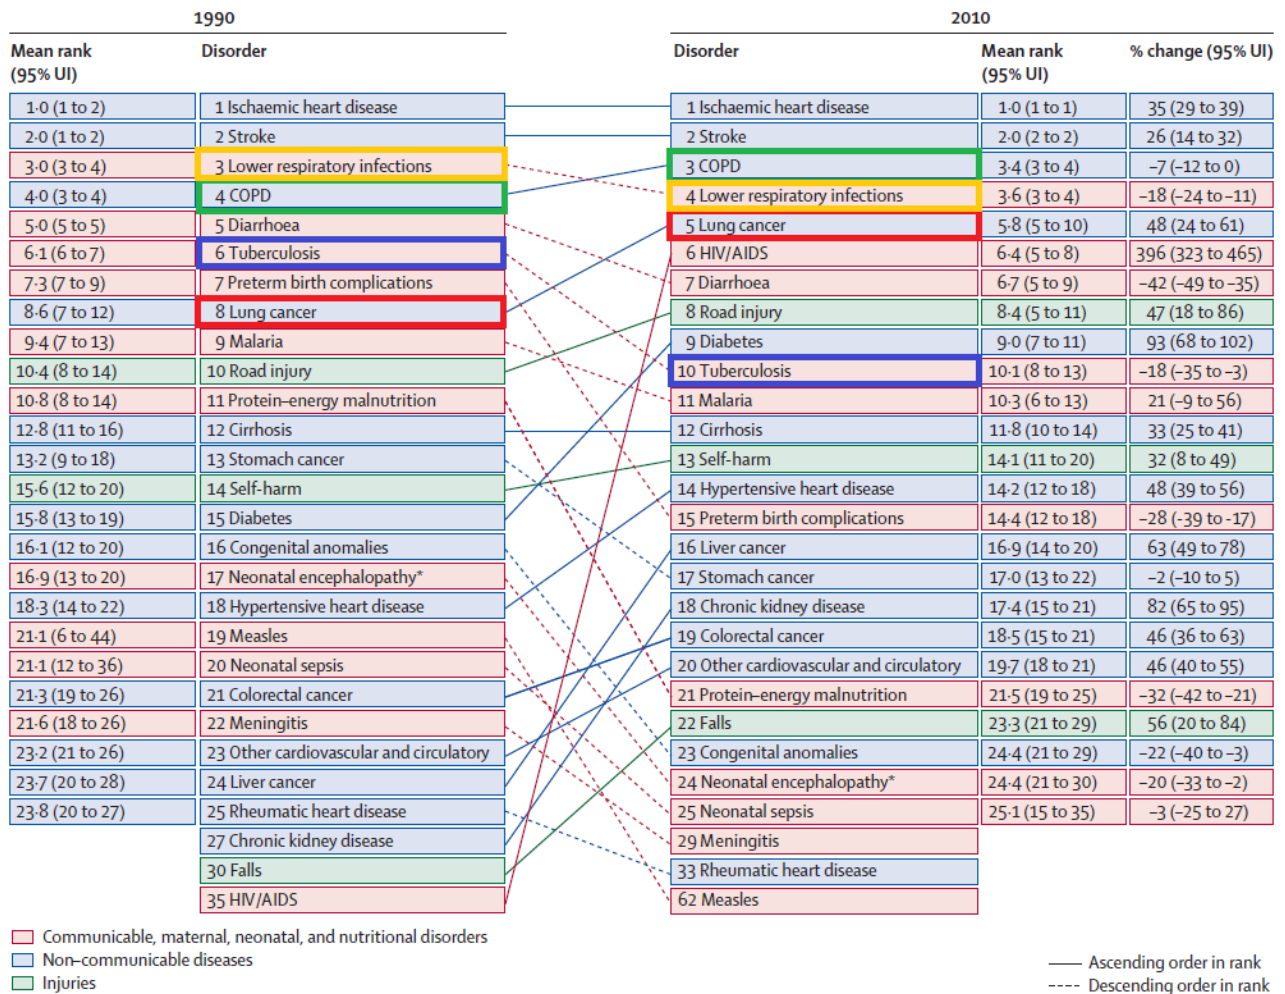 1990 2010
Mean rank (95% UI) Disorder Disorder Mean rank (95% UI) % change (95% UI)
1·0 (1 to 2) 1 Ischaemic heart disease 1 Ischaemic heart disease 1·0 (1 to 1) 35 (29 to 39)
2·0 (1 to 2) 2 Stroke 2 Stroke 2·0 (2 to 2) 26 (14 to 32)
3·0 (3 to 4) 3 Lower respiratory infections 3 COPD 3·4 (3 to 4) –7 (–12 to 0)
4·0 (3 to 4) 4 COPD 4 Lower respiratory infections 3·6 (3 to 4) –18 (–24 to –11)
5·0 (5 to 5) 5 Diarrhoea 5 Lung cancer 5·8 (5 to 10) 48 (24 to 61)
6·1 (6 to 7) 6 Tuberculosis 6 HIV/AIDS 6·4 (5 to 8) 396 (323 to 465)
7·3 (7 to 9) 7 Preterm birth complications 7 Diarrhoea 6·7 (5 to 9) –42 (–49 to –35)
8·6 (7 to 12) 8 Lung cancer 8 Road injury 8·4 (5 to 11) 47 (18 to 86)
9·4 (7 to 13) 9 Malaria 9 Diabetes 9·0 (7 to 11) 93 (68 to 102)
10·4 (8 to 14) 10 Road injury 10 Tuberculosis 10·1 (8 to 13) –18 (–35 to –3)
10·8 (8 to 14) 11 Protein–energy malnutrition 11 Malaria 10·3 (6 to 13) 21 (–9 to 56)
12·8 (11 to 16) 12 Cirrhosis 12 Cirrhosis 11·8 (10 to 14) 33 (25 to 41)
13·2 (9 to 18) 13 Stomach cancer 13 Self-harm 14·1 (11 to 20) 32 (8 to 49)
15·6 (12 to 20) 14 Self-harm 14 Hypertensive heart disease 14·2 (12 to 18) 48 (39 to 56)
15·8 (13 to 19) 15 Diabetes 15 Preterm birth complications 14·4 (12 to 18) –28 (-39 to -17)
16·1 (12 to 20) 16 Congenital anomalies 16 Liver cancer 16·9 (14 to 20) 63 (49 to 78)
16·9 (13 to 20) 17 Neonatal encephalopathy* 17 Stomach cancer 17·0 (13 to 22) –2 (–10 to 5)
18·3 (14 to 22) 18 Hypertensive heart disease 18 Chronic kidney disease 17·4 (15 to 21) 82 (65 to 95)
21·1 (6 to 44) 19 Measles 19 Colorectal cancer 18·5 (15 to 21) 46 (36 to 63)
21·1 (12 to 36) 20 Neonatal sepsis 20 Other cardiovascular and circulatory 19·7 (18 to 21) 46 (40 to 55)
21·3 (19 to 26) 21 Colorectal cancer 21 Protein–energy malnutrition 21·5 (19 to 25) –32 (–42 to –21)
21·6 (18 to 26) 22 Meningitis 22 Falls 23·3 (21 to 29) 56 (20 to 84)
23·2 (21 to 26) 23 Other cardiovascular and circulatory 23 Congenital anomalies 24·4 (21 to 29) –22 (–40 to –3)
23·7 (20 to 28) 24 Liver cancer 24 Neonatal encephalopathy* 24·4 (21 to 30) –20 (–33 to –2)
23·8 (20 to 27) 25 Rheumatic heart disease 25 Neonatal sepsis 25·1 (15 to 35) –3 (–25 to 27)
27 Chronic kidney disease 29 Meningitis
30 Falls 33 Rheumatic heart disease
35 HIV/AIDS 62 Measles
Communicable, maternal, neonatal, and nutritional disorders
Non–communicable diseases
Injuries
Ascending order in rank
Descending order in rank